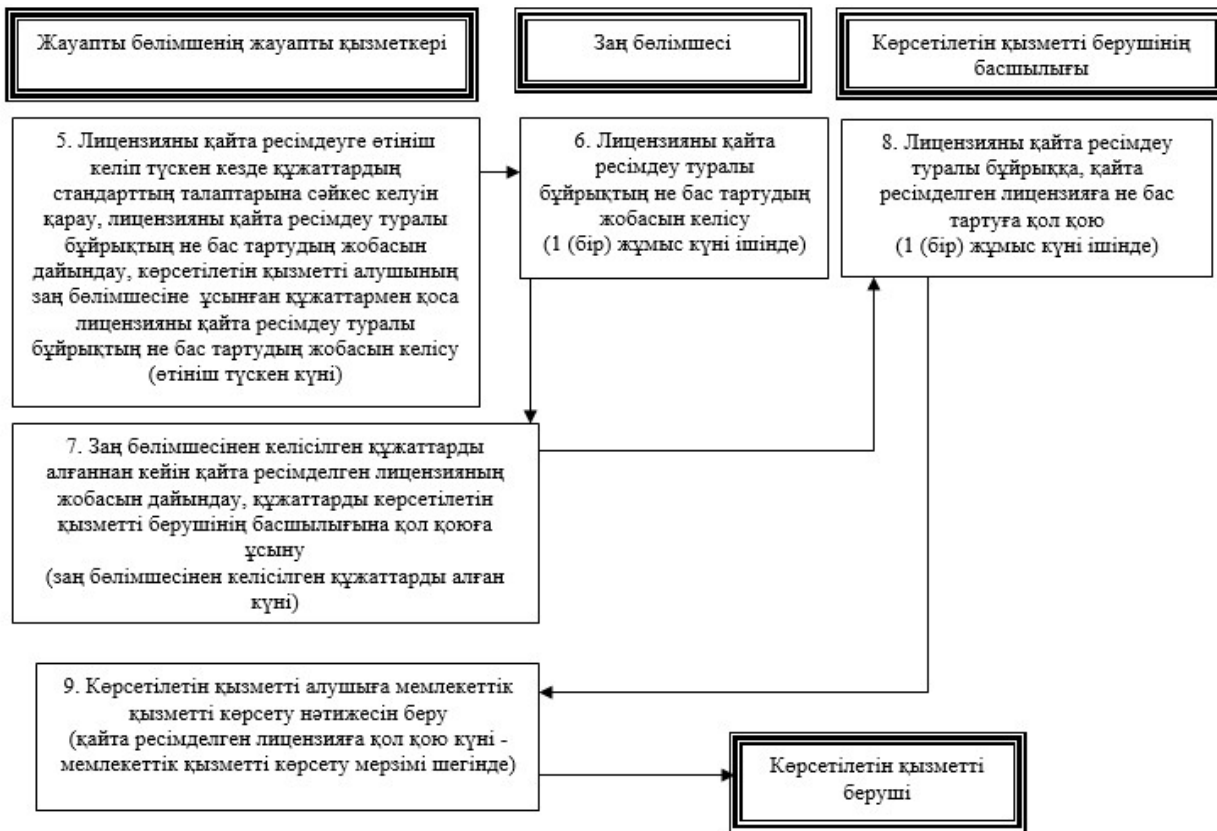 Жауапты бөлімшенің жауапты қызметкері
Заң бөлімшесі
Көрсетілетін қызметті берушінің
басшылығы
5. Лицензияны қайта ресімдеуге өтініш
келіп түскен кезде құжаттардың
стандарттың талаптарына сәйкес келуін
қарау, лицензияны қайта ресімдеу туралы
бұйрықтың не бас тартудың жобасын
дайындау, көрсетілетін қызметті алушының
заң бөлімшесіне ұсынған құжаттармен қоса
лицензияны қайта ресімдеу туралы
бұйрықтың не бас тартудың жобасын келісу
(өтініш түскен күні)
6. Лицензияны қайта
ресімдеу туралы
бұйрықтың не бас тартудың
жобасын келісу
(1 (бір) жұмыс күні ішінде)
8. Лицензияны қайта ресімдеу
туралы бұйрыққа, қайта
ресімделген лицензияға не бас
тартуға қол қою
(1 (бір) жұмыс күні ішінде)
7. Заң бөлімшесінен келісілген құжаттарды
алғаннан кейін қайта ресімделген лицензияның
жобасын дайындау, құжаттарды көрсетілетін
қызметті берушінің басшылығына қол қоюға
ұсыну
(заң бөлімшесінен келісілген құжаттарды алған
күні)
9. Көрсетілетін қызметті алушыға мемлекеттік
қызметті көрсету нәтижесін беру
(қайта ресімделген лицензияға қол қою күні -
мемлекеттік қызметті көрсету мерзімі шегінде)
Көрсетілетін қызметті
беруші